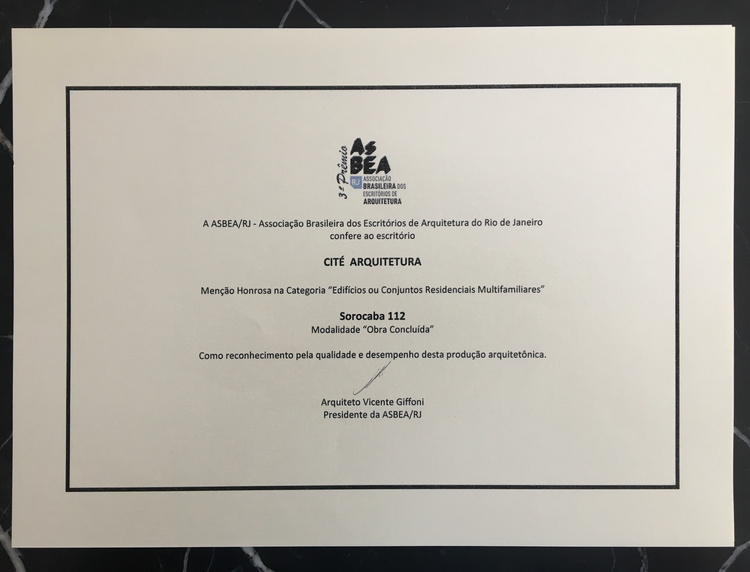 3º Prêmio
AsBEA
RJ
ASSOCIAÇÃO
BRASILEIRA DOS
ESCRITÓRIOS DE
ARQUITETURA
A ASBEA/RJ - Associação Brasileira dos Escritórios de Arquitetura do Rio de Janeiro
confere ao escritório
CITÉ ARQUITETURA
Menção Honrosa na Categoria "Edifícios ou Conjuntos Residenciais Multifamiliares"
Sorocaba 112
Modalidade "Obra Concluída"
Como reconhecimento pela qualidade e desempenho desta produção arquitetônica.
Arquiteto Vicente Giffoni
Presidente da ASBEA/RJ